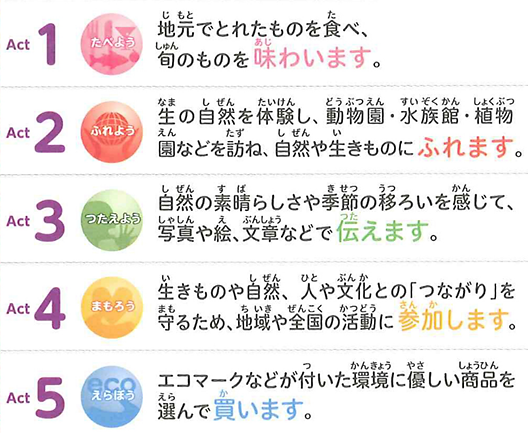 Act 1
たべよう
地元でとれたものを食べ、
旬のものを味わいます。
Act 2
ふれよう
生の自然を体験し、動物園・水族館・植物
園などを訪ね、自然や生きものにふれます。
Act 3
つたえよう
自然の素晴らしさや季節の移ろいを感じて、
写真や絵、文章などで伝えます。
Act 4
まもろう
生きものや自然、人や文化との「つながり」を
守るため、地域や全国の活動に参加します。
Act 5
eco
えらぼう
エコマークなどが付いた環境に優しい商品を
選んで買います。